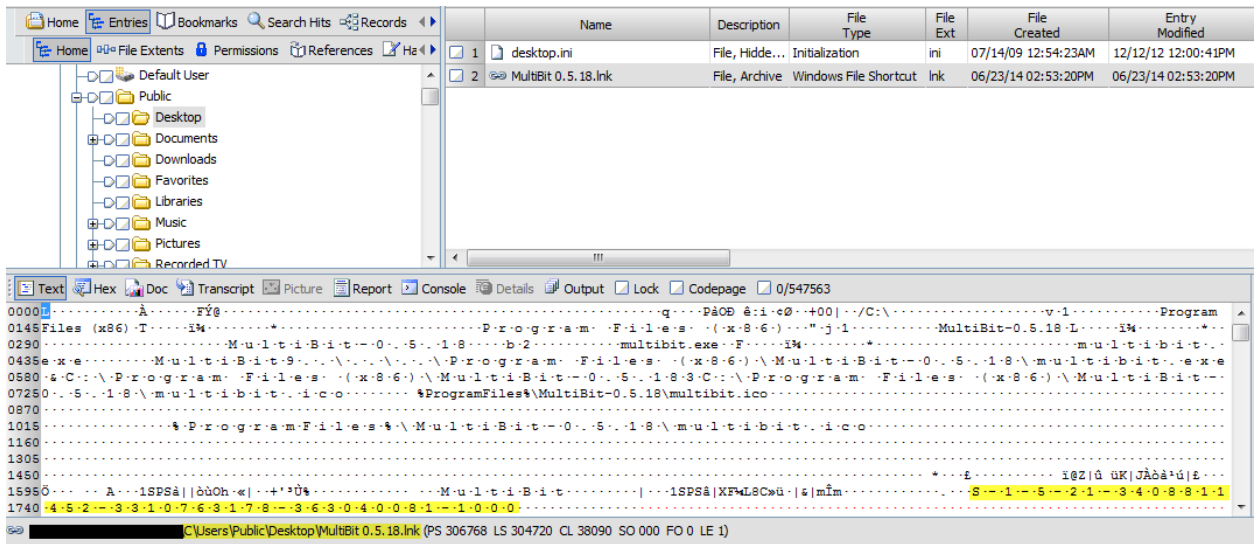 Home Entries Bookmarks Search Hits Records
Home File Extents Permissions References Ha
Default User
Public
Desktop
Documents
Downloads
Favorites
Libraries
Music
Pictures
Recorded TV
Name Description File Type File Ext File Created Entry Modified
1 desktop.ini File, Hidde... Initialization ini 07/14/09 12:54:23AM 12/12/12 12:00:41PM
2 MultiBit 0.5.18.lnk File, Archive Windows File Shortcut lnk 06/23/14 02:53:20PM 06/23/14 02:53:20PM
Text Hex Doc Transcript Picture Report Console Details Output Lock Codepage 0/547563
0000 L À FÝ@ q PàOÐ ê:i ¢Ø +00| /C:\ v 1 Program
0145 Files (x86) T * P·r·o·g·r·a·m· ·F·i·l·e·s· ·(·x·8·6·) " j 1 MultiBit-0.5.18 L *
0290 M·u·l·t·i·B·i·t·-·0·.·5·.·1·8 b 2 multibit.exe F * m·u·l·t·i·b·i·t·.
0435 e·x·e M·u·l·t·i·B·i·t 9·.·.·\·.·.·\·.·.·\·P·r·o·g·r·a·m· ·F·i·l·e·s· ·(·x·8·6·)·\·M·u·l·t·i·B·i·t·-·0·.·5·.·1·8·\·m·u·l·t·i·b·i·t·.·e·x·e
0580 &·C·:·\·P·r·o·g·r·a·m· ·F·i·l·e·s· ·(·x·8·6·)·\·M·u·l·t·i·B·i·t·-·0·.·5·.·1·8·3·C·:·\·P·r·o·g·r·a·m· ·F·i·l·e·s· ·(·x·8·6·)·\·M·u·l·t·i·B·i·t·-
0725 0·.·5·.·1·8·\·m·u·l·t·i·b·i·t·.·i·c·o %ProgramFiles%\MultiBit-0.5.18\multibit.ico
0870
1015 %·P·r·o·g·r·a·m·F·i·l·e·s·%·\·M·u·l·t·i·B·i·t·-·0·.·5·.·1·8·\·m·u·l·t·i·b·i·t·.·i·c·o
1160
1305
1450 * £
1595 Ö A 1SPS M·u·l·t·i·B·i·t 1SPS S·-·1·-·5·-·2·1·-·3·4·0·8·8·1·1
1740 4·5·2·-·3·3·1·0·7·6·3·1·7·8·-·3·6·3·0·4·0·0·8·1·-·1·0·0·0
C\Users\Public\Desktop\MultiBit 0.5.18.lnk (PS 306768 LS 304720 CL 38090 SO 000 FO 0 LE 1)